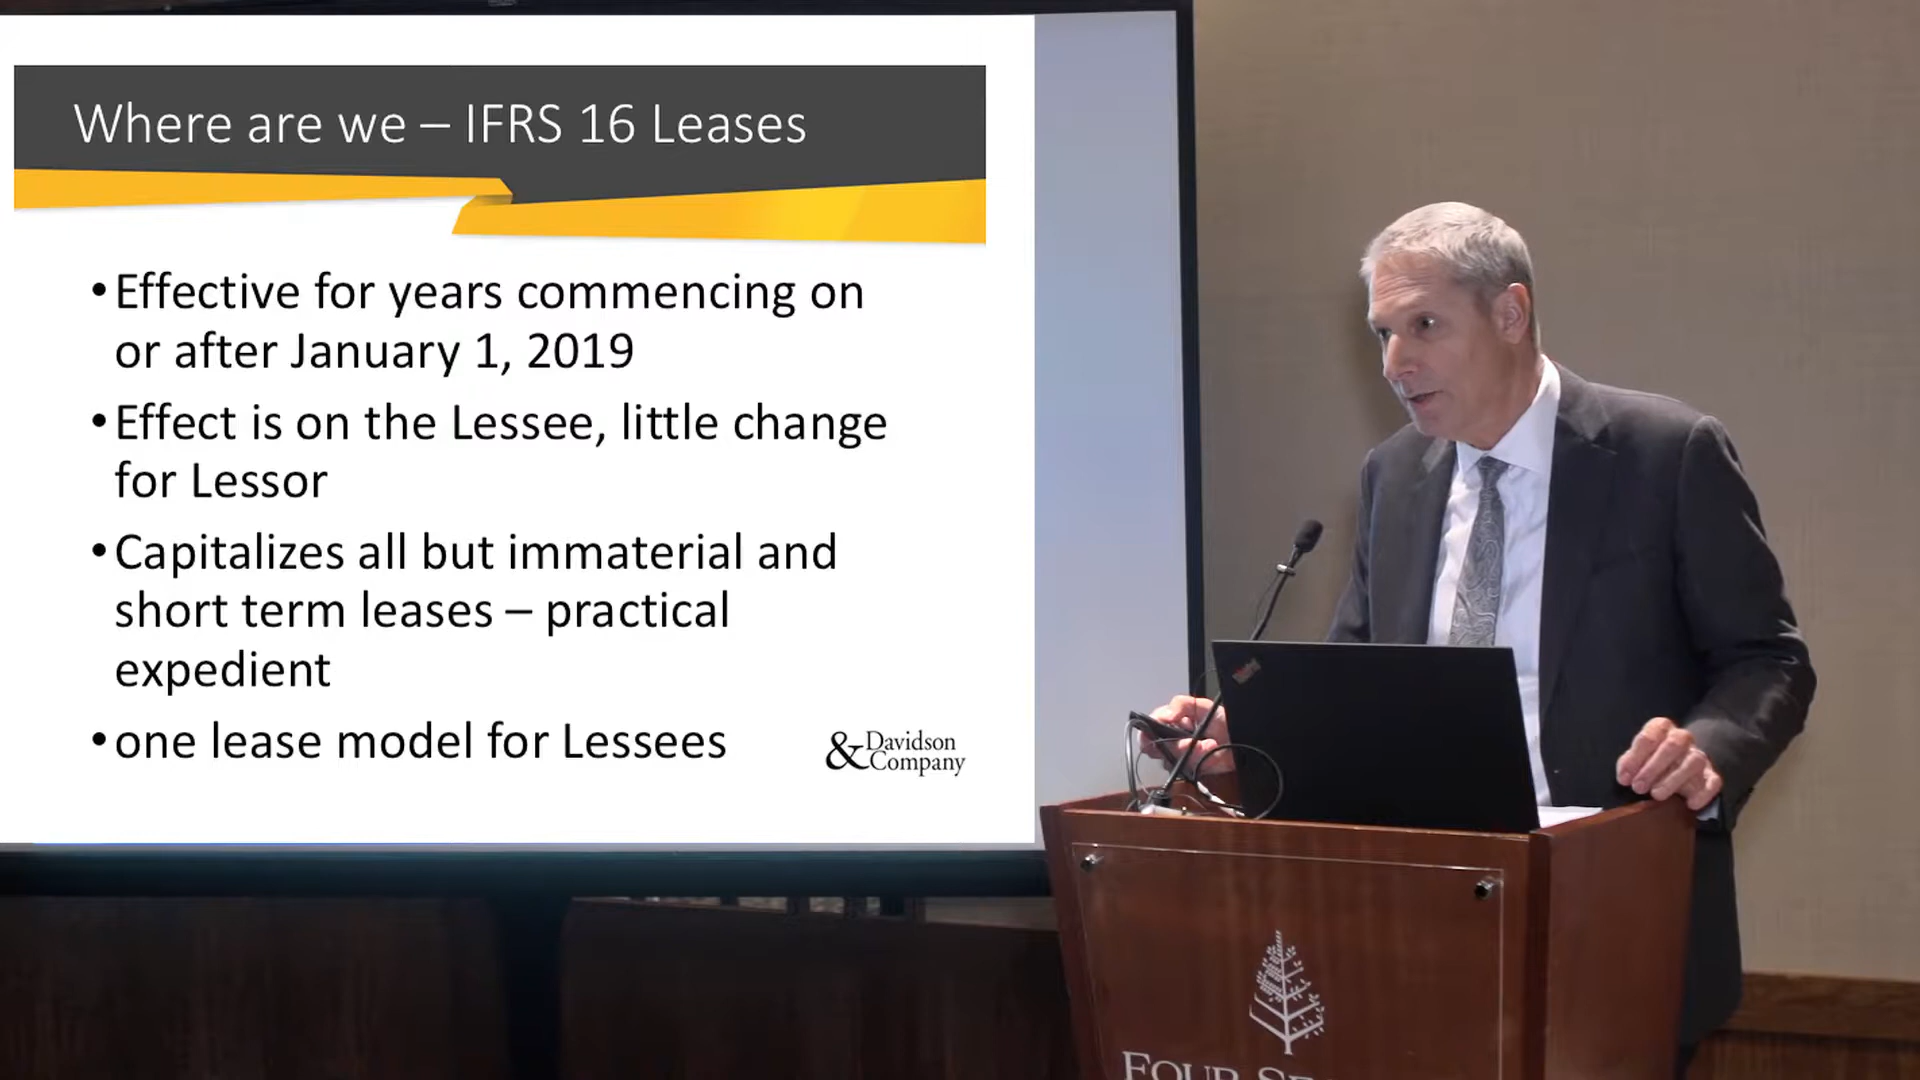 Where are we – IFRS 16 Leases
•Effective for years commencing on
or after January 1, 2019
•Effect is on the Lessee, little change
for Lessor
•Capitalizes all but immaterial and
short term leases – practical
expedient
•one lease model for Lessees
& Davidson
Company
FOUR